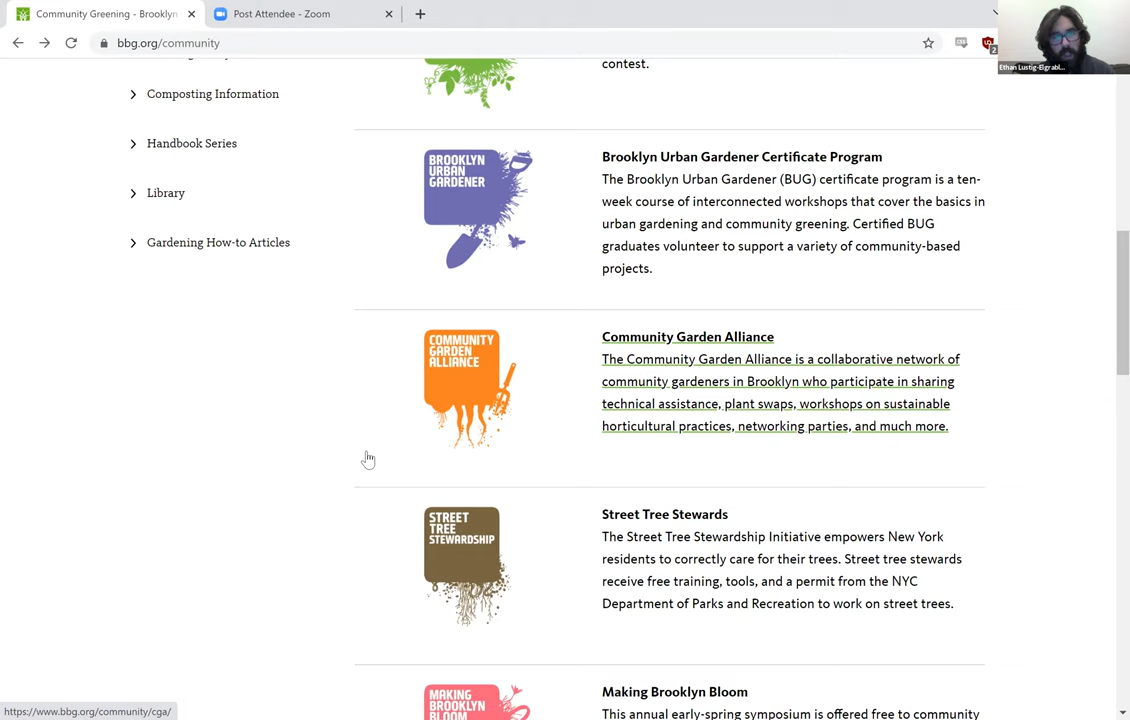 Community Greening - Brooklyn
Post Attendee - Zoom
bbg.org/community
Ethan Lustig-Elgrabl...
2
contest.
Composting Information
Handbook Series
Library
Gardening How-to Articles
BROOKLYN
URBAN
GARDENER
Brooklyn Urban Gardener Certificate Program
The Brooklyn Urban Gardener (BUG) certificate program is a ten-
week course of interconnected workshops that cover the basics in
urban gardening and community greening. Certified BUG
graduates volunteer to support a variety of community-based
projects.
COMMUNITY
GARDEN
ALLIANCE
Community Garden Alliance
The Community Garden Alliance is a collaborative network of
community gardeners in Brooklyn who participate in sharing
technical assistance, plant swaps, workshops on sustainable
horticultural practices, networking parties, and much more.
STREET
TREE
STEWARDSHIP
Street Tree Stewards
The Street Tree Stewardship Initiative empowers New York
residents to correctly care for their trees. Street tree stewards
receive free training, tools, and a permit from the NYC
Department of Parks and Recreation to work on street trees.
MAKING
BROOKLYN
BLOOM
Making Brooklyn Bloom
This annual early-spring symposium is offered free to community
https://www.bbg.org/community/cga/